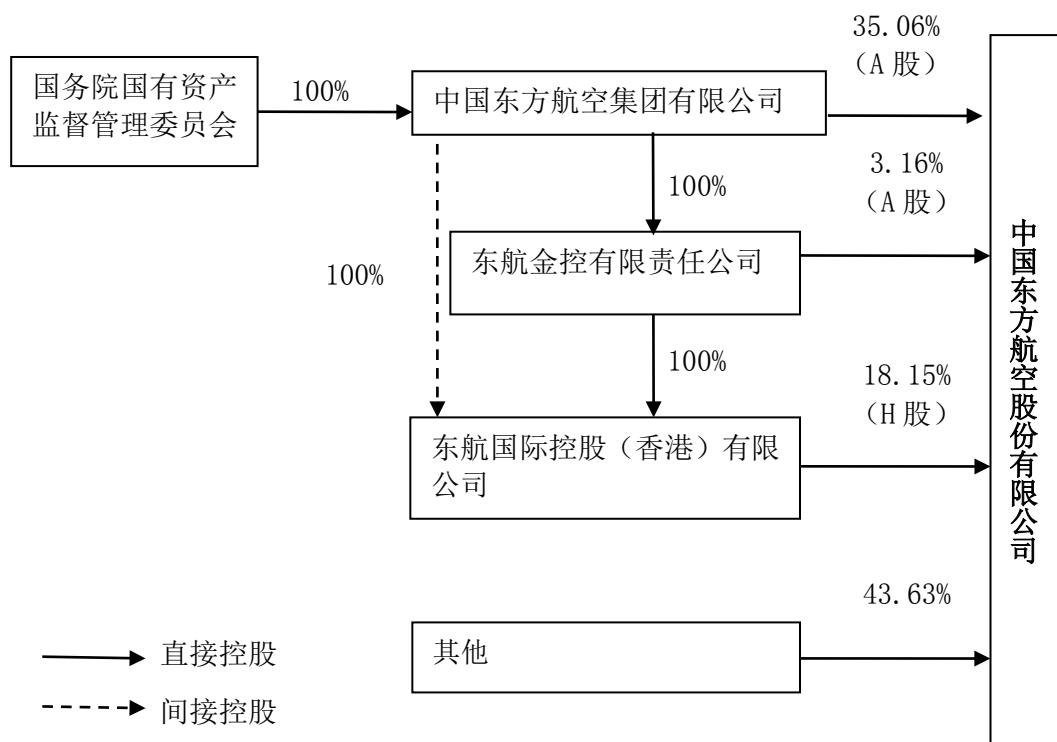 35.06%
（A 股）
国务院国有资产
监督管理委员会
100%
中国东方航空集团有限公司
3.16%
（A 股）
100%
东航金控有限责任公司
100%
100%
18.15%
（H 股）
东航国际控股（香港）有限
公司
43.63%
其他
中国东方航空股份有限公司
直接控股
间接控股